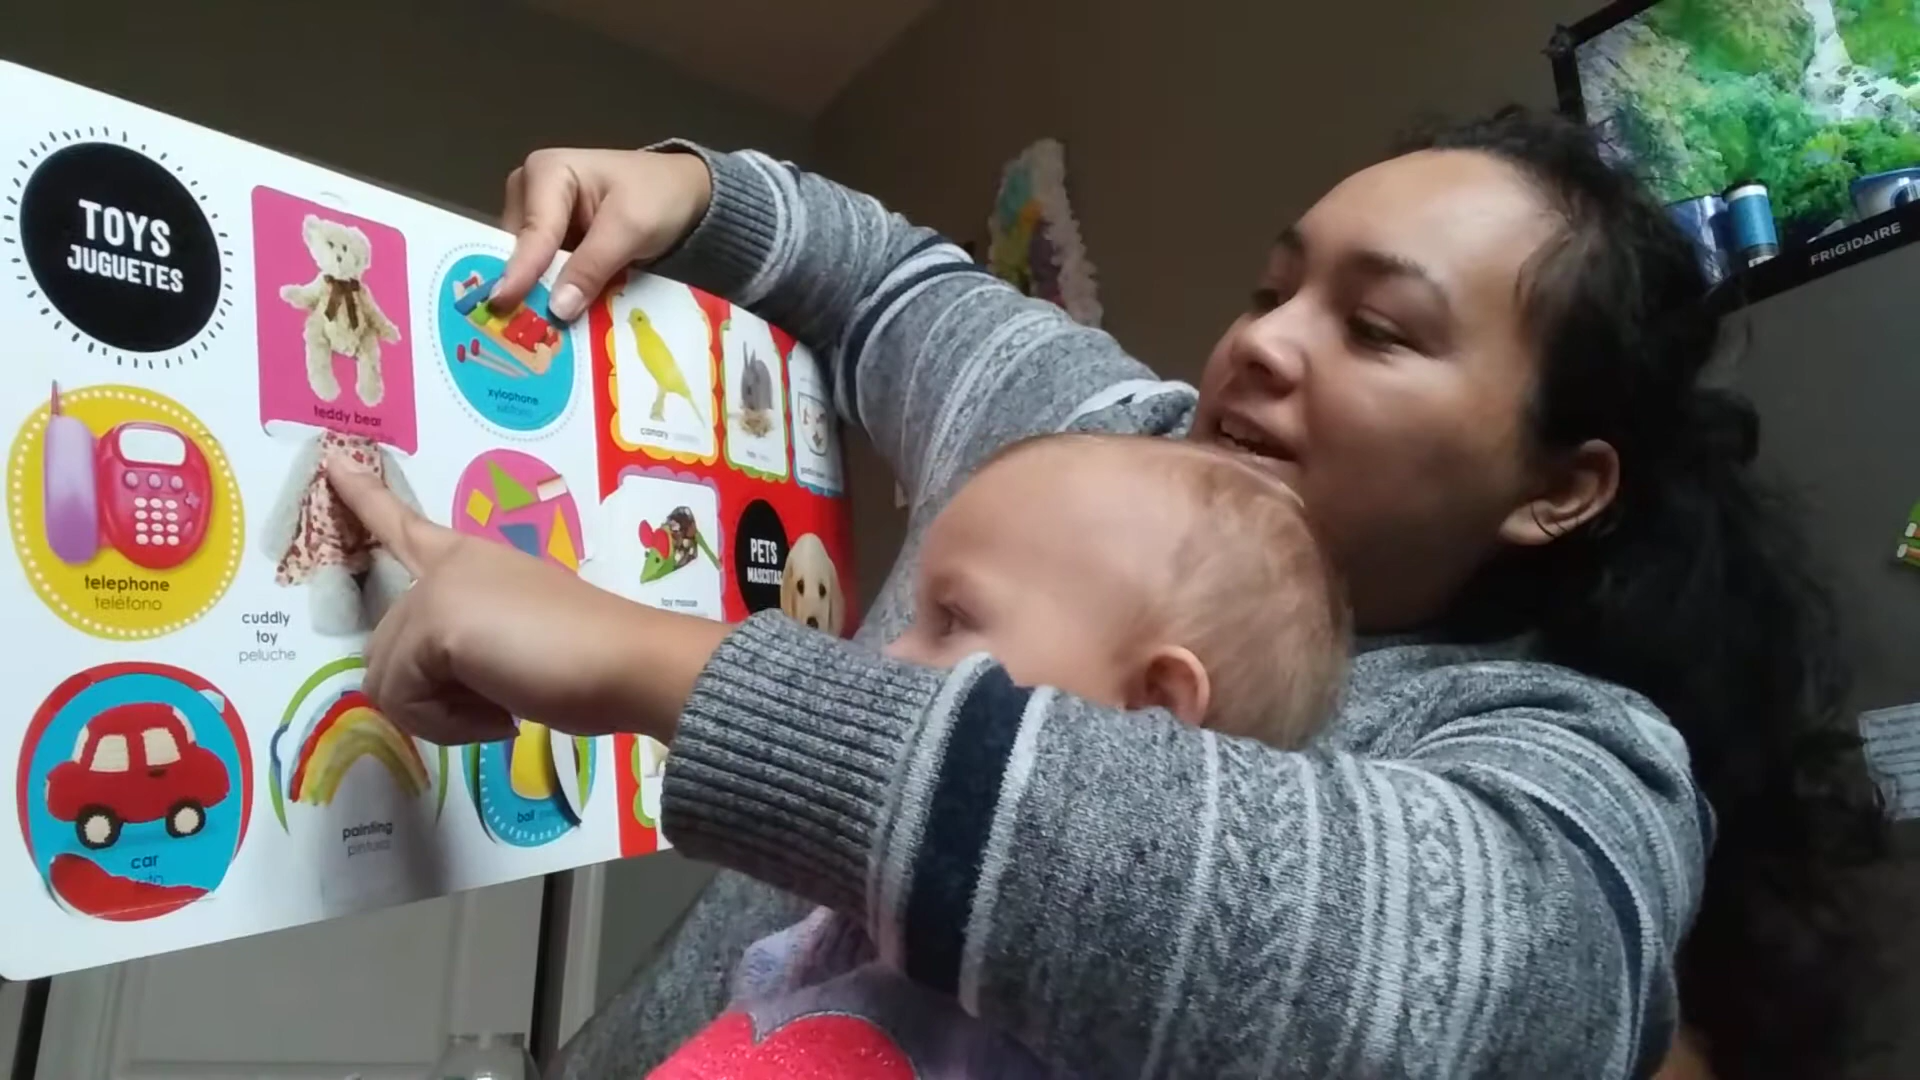 TOYS
JUGUETES
teddy bear
xylophone
telephone
teléfono
cuddly
toy
peluche
car
painting
pintura
ball
canary
toy mouse
PETS
MASCOTAS
FRIGIDAIRE